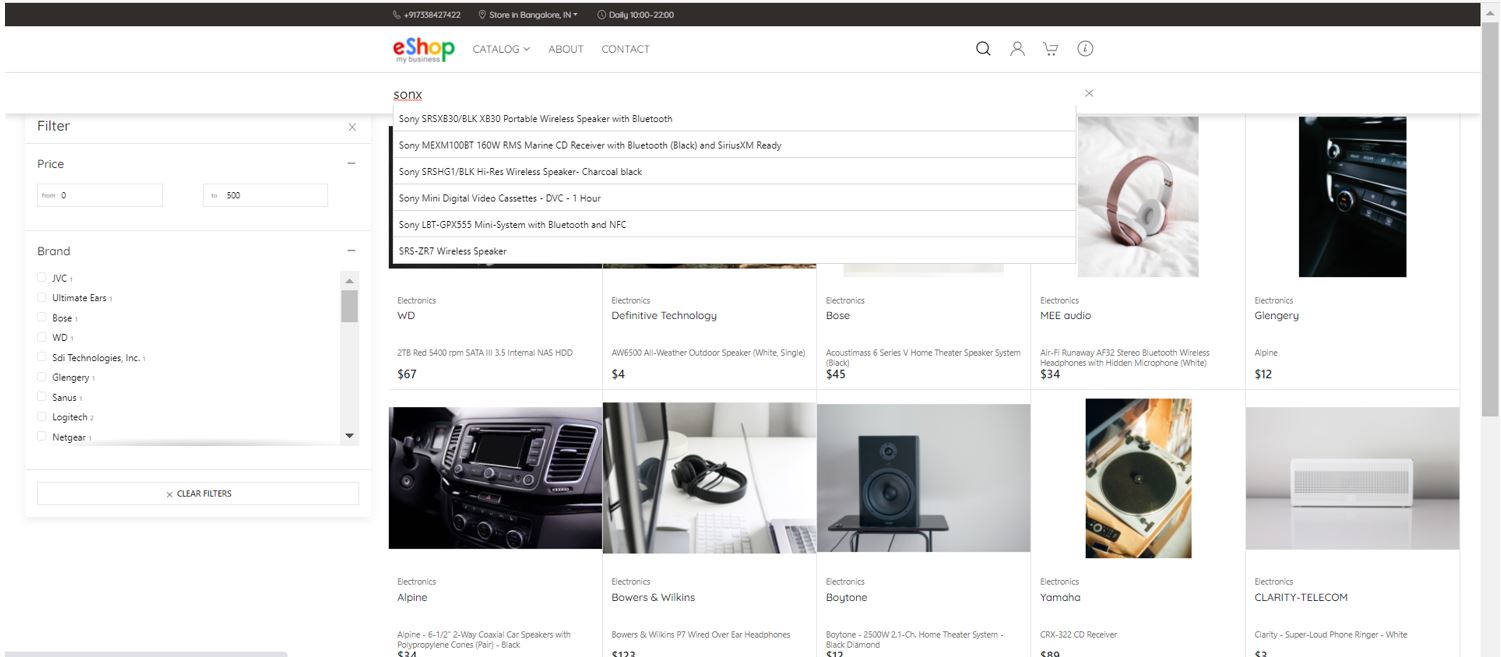 +917338427422 Store in Bangalore, IN Daily 10:00–22:00
eShop
my business
CATALOG ABOUT CONTACT
sonx
Sony SRSXB30/BLK XB30 Portable Wireless Speaker with Bluetooth
Sony MEXM100BT 160W RMS Marine CD Receiver with Bluetooth (Black) and SiriusXM Ready
Sony SRSHG1/BLK Hi-Res Wireless Speaker- Charcoal black
Sony Mini Digital Video Cassettes - DVC - 1 Hour
Sony LBT-GPX555 Mini-System with Bluetooth and NFC
SRS-ZR7 Wireless Speaker
Filter
Price
from 0 to 500
Brand
JVC 1
Ultimate Ears 1
Bose 1
WD 1
Sdi Technologies, Inc. 1
Glengery 1
Sanus 1
Logitech 2
Netgear 1
CLEAR FILTERS
Electronics
WD
2TB Red 5400 rpm SATA III 3.5 Internal NAS HDD
$67
Electronics
Definitive Technology
AW6500 All-Weather Outdoor Speaker (White, Single)
$4
Electronics
Bose
Acoustimass 6 Series V Home Theater Speaker System
(Black)
$45
Electronics
MEE audio
Air-Fi Runaway AF32 Stereo Bluetooth Wireless
Headphones with Hidden Microphone (White)
$34
Electronics
Glengery
Alpine
$12
Electronics
Alpine
Alpine - 6-1/2" 2-Way Coaxial Car Speakers with
Polypropylene Cones (Pair) - Black
$34
Electronics
Bowers & Wilkins
Bowers & Wilkins P7 Wired Over Ear Headphones
$123
Electronics
Boytone
Boytone - 2500W 2.1-Ch. Home Theater System -
Black Diamond
$12
Electronics
Yamaha
CRX-322 CD Receiver
$89
Electronics
CLARITY-TELECOM
Clarity - Super-Loud Phone Ringer - White
$3